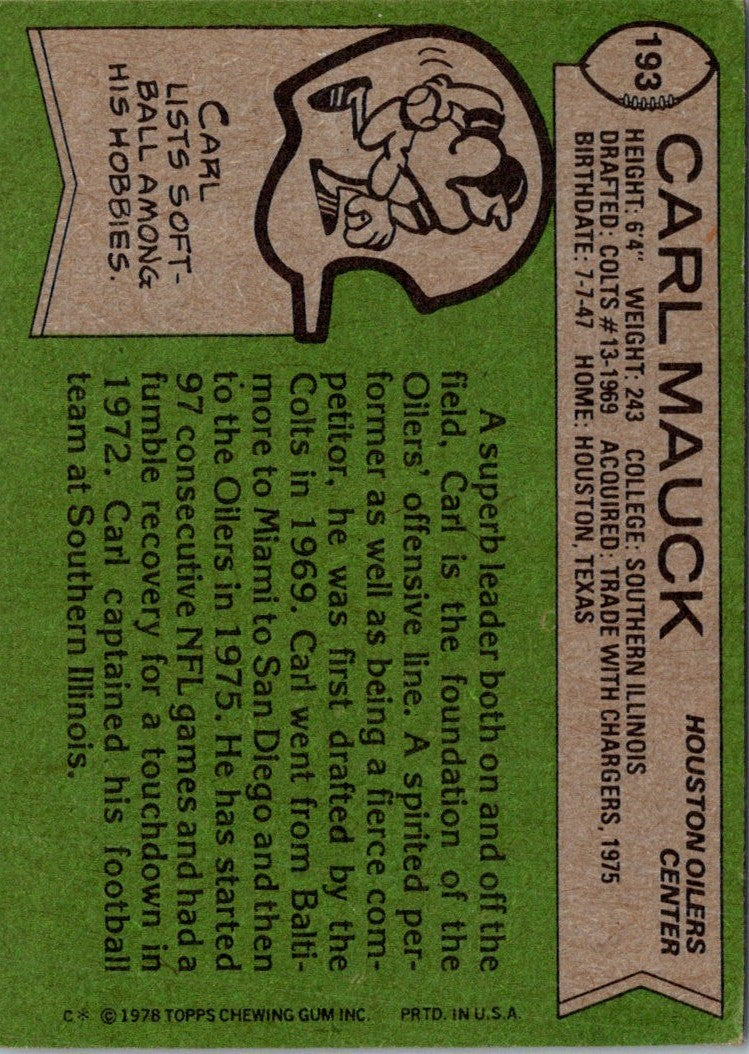 193
CARL MAUCK
HOUSTON OILERS
CENTER
HEIGHT: 6'4" WEIGHT: 243 COLLEGE: SOUTHERN ILLINOIS
DRAFTED: COLTS #13-1969 ACQUIRED: TRADE WITH CHARGERS, 1975
BIRTHDATE: 7-7-47 HOME: HOUSTON, TEXAS
CARL
LISTS SOFT-
BALL AMONG
HIS HOBBIES.
A superb leader both on and off the
field, Carl is the foundation of the
Oilers' offensive line. A spirited per-
former as well as being a fierce com-
petitor, he was first drafted by the
Colts in 1969. Carl went from Balti-
more to Miami to San Diego and then
to the Oilers in 1975. He has started
97 consecutive NFL games and had a
fumble recovery for a touchdown in
1972. Carl captained his football
team at Southern Illinois.
C* © 1978 TOPPS CHEWING GUM INC. PRTD. IN U.S.A.